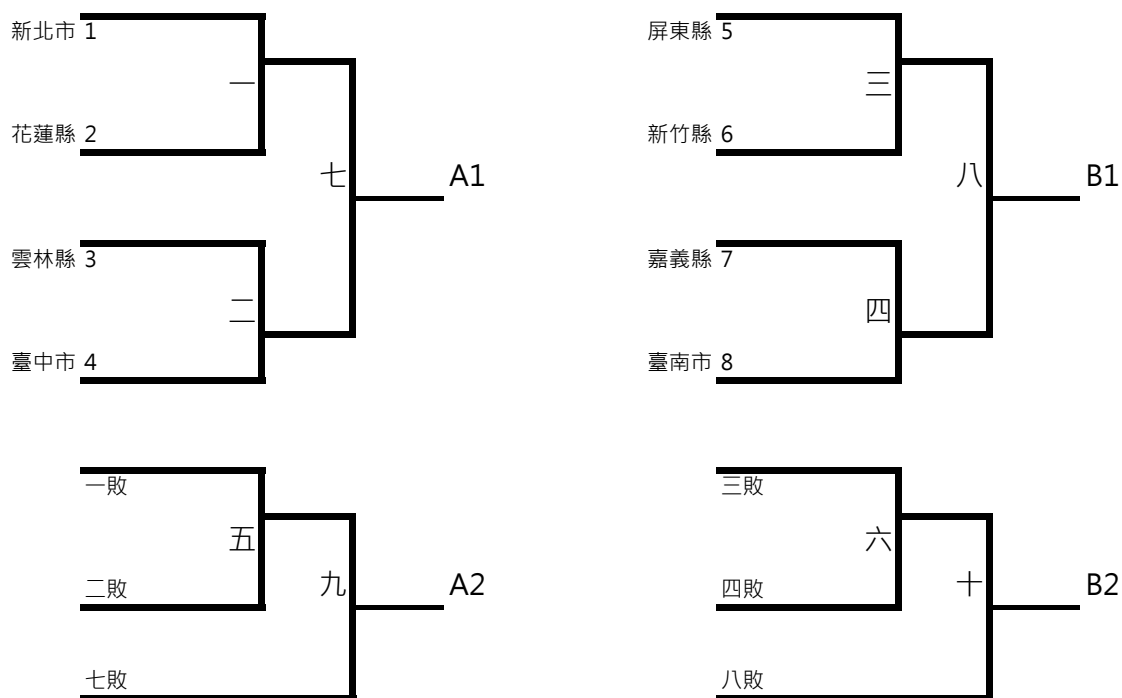 新北市 1
一
花蓮縣 2
七
A1
雲林縣 3
二
臺中市 4
屏東縣 5
三
新竹縣 6
八
B1
嘉義縣 7
四
臺南市 8
一敗
五
二敗
九
A2
七敗
三敗
六
四敗
十
B2
八敗